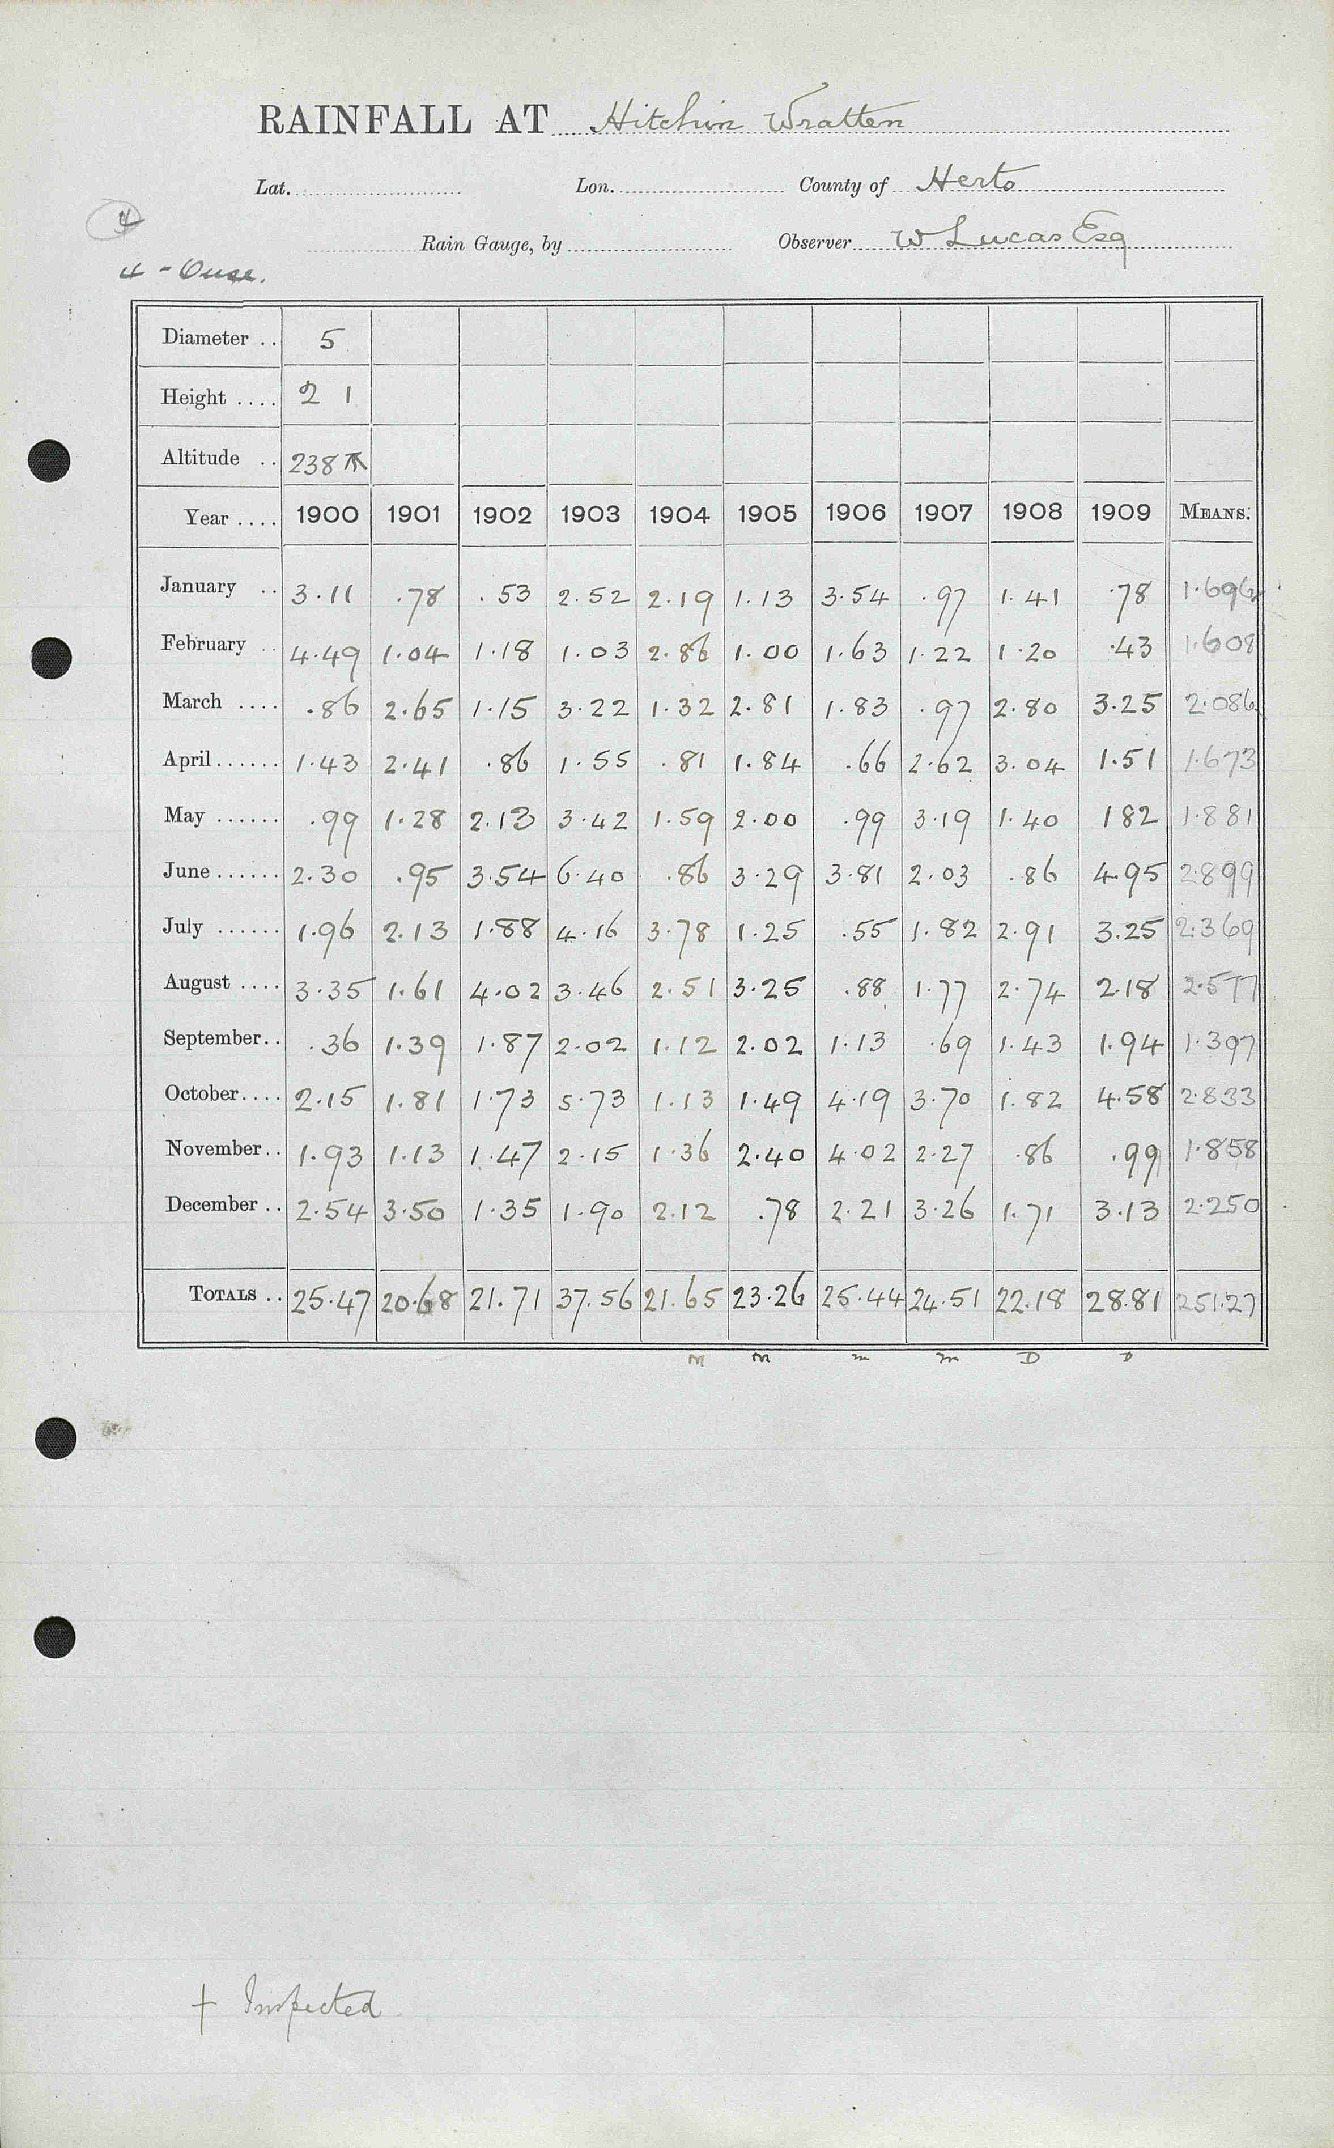 RAINFALL AT Hitchin Wratten
Lat. Lon. County of Herts
4
Rain Gauge, by Observer W Lucas Esq
4 - Ouse.
Diameter .. 5
Height .... 2 1
Altitude .. 238
Year .... 1900 1901 1902 1903 1904 1905 1906 1907 1908 1909 MEANS.
January .. 3.11 .78 .53 2.52 2.19 1.13 3.54 .97 1.41 .78 1.696
February .. 4.49 1.04 1.18 1.03 2.86 1.00 1.63 1.22 1.20 .43 1.608
March .... .86 2.65 1.15 3.22 1.32 2.81 1.83 .97 2.80 3.25 2.086
April...... 1.43 2.41 .86 1.55 .81 1.84 .66 2.62 3.04 1.51 1.673
May ...... .99 1.28 2.13 3.42 1.59 2.00 .99 3.19 1.40 1 82 1.881
June...... 2.30 .95 3.54 6.40 .86 3.29 3.81 2.03 .86 4.95 2.899
July ...... 1.96 2.13 1.88 4.16 3.78 1.25 .55 1.82 2.91 3.25 2.369
August .... 3.35 1.61 4.02 3.46 2.51 3.25 .88 1.77 2.74 2.18 2.577
September.. .36 1.39 1.87 2.02 1.12 2.02 1.13 .69 1.43 1.94 1.397
October.... 2.15 1.81 1.73 5.73 1.13 1.49 4.19 3.70 1.82 4.58 2.833
November.. 1.93 1.13 1.47 2.15 1.36 2.40 4.02 2.27 .86 .99 1.858
December .. 2.54 3.50 1.35 1.90 2.12 .78 2.21 3.26 1.71 3.13 2.250
TOTALS .. 25.47 20.68 21.71 37.56 21.65 23.26 25.44 24.51 22.18 28.81 251.27
M M m m D D
† Inspected